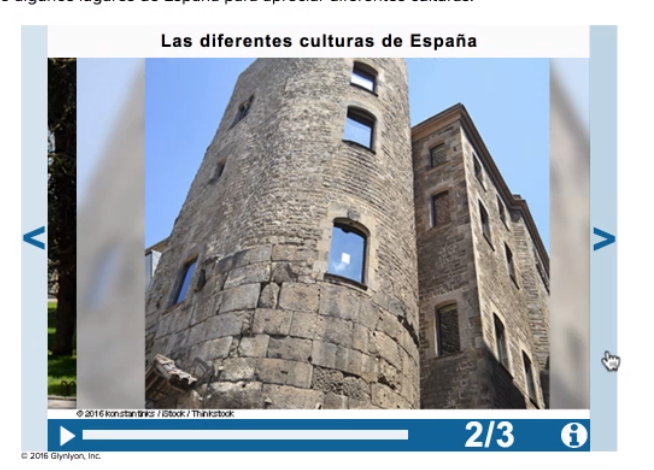 algunos lugares de España para apreciar diferentes culturas.
Las diferentes culturas de España
<
>
© 2016 konstantinks / iStock / Thinkstock
2/3
i
© 2016 Glynlyon, Inc.